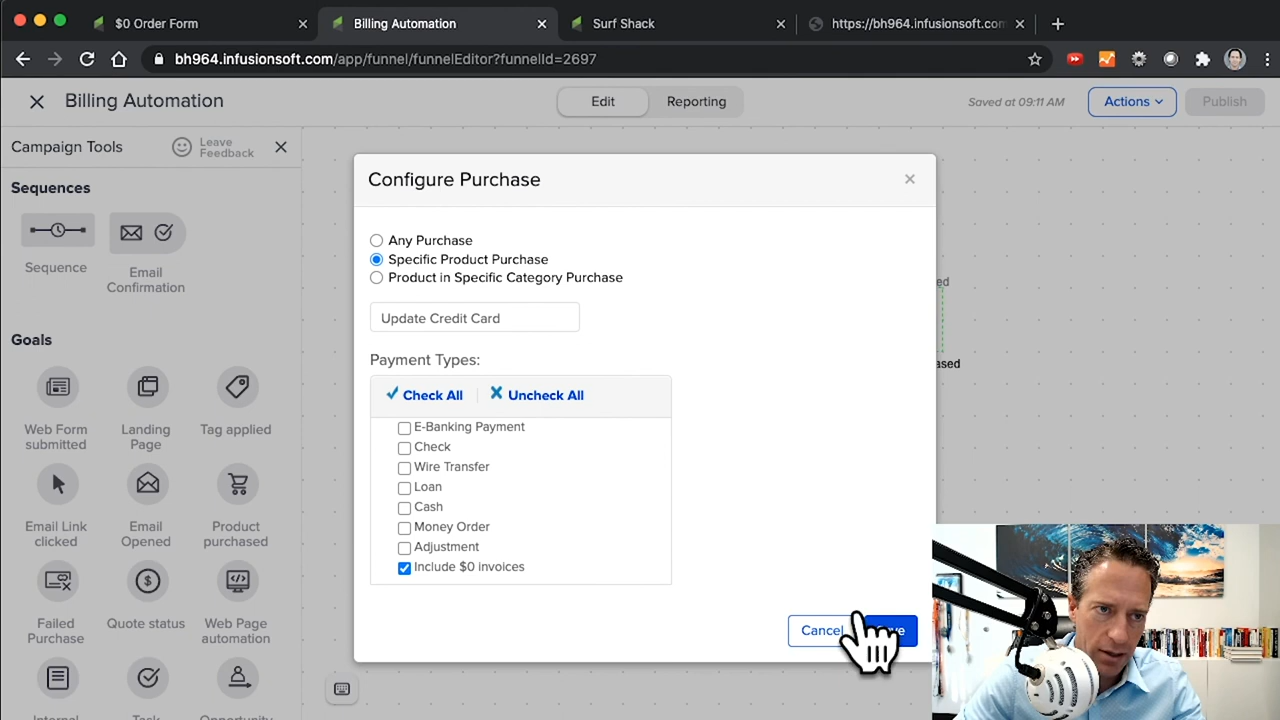 $0 Order Form
Billing Automation
Surf Shack
https://bh964.infusionsoft.com
bh964.infusionsoft.com/app/funnel/funnelEditor?funnelId=2697
Billing Automation
Edit
Reporting
Saved at 09:11 AM
Actions
Publish
Campaign Tools
Leave
Feedback
Sequences
Sequence
Email
Confirmation
Goals
Web Form
submitted
Landing
Page
Tag applied
Email Link
clicked
Email
Opened
Product
purchased
Failed
Purchase
Quote status
Web Page
automation
Internal
Task
Opportunity
Configure Purchase
Any Purchase
Specific Product Purchase
Product in Specific Category Purchase
Update Credit Card
Payment Types:
Check All
Uncheck All
E-Banking Payment
Check
Wire Transfer
Loan
Cash
Money Order
Adjustment
Include $0 invoices
Cancel